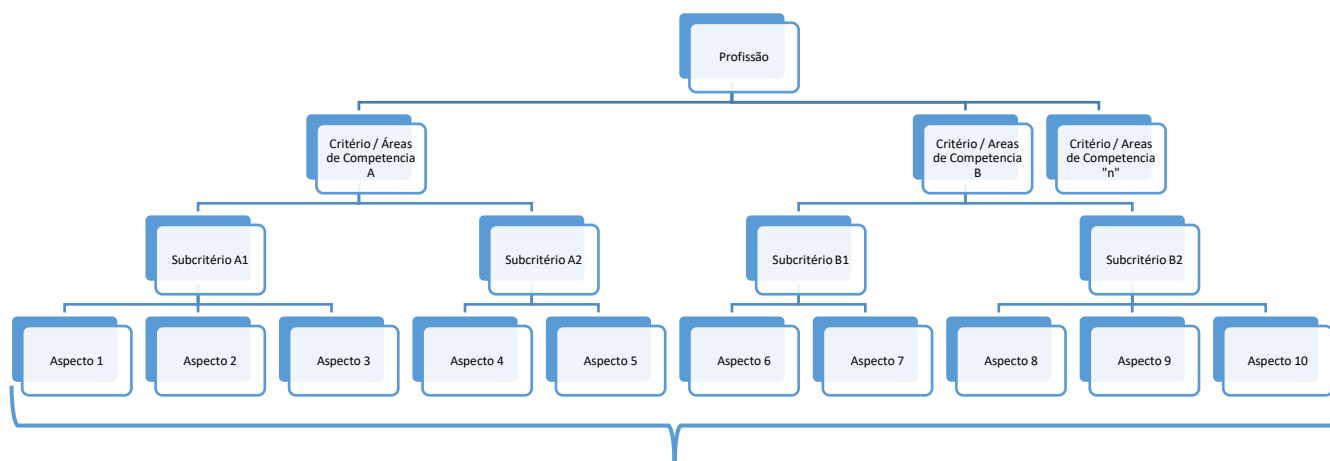 Profissão
Critério / Áreas
de Competencia
A
Critério / Areas
de Competencia
B
Critério / Areas
de Competencia
"n"
Subcritério A1
Subcritério A2
Subcritério B1
Subcritério B2
Aspecto 1
Aspecto 2
Aspecto 3
Aspecto 4
Aspecto 5
Aspecto 6
Aspecto 7
Aspecto 8
Aspecto 9
Aspecto 10